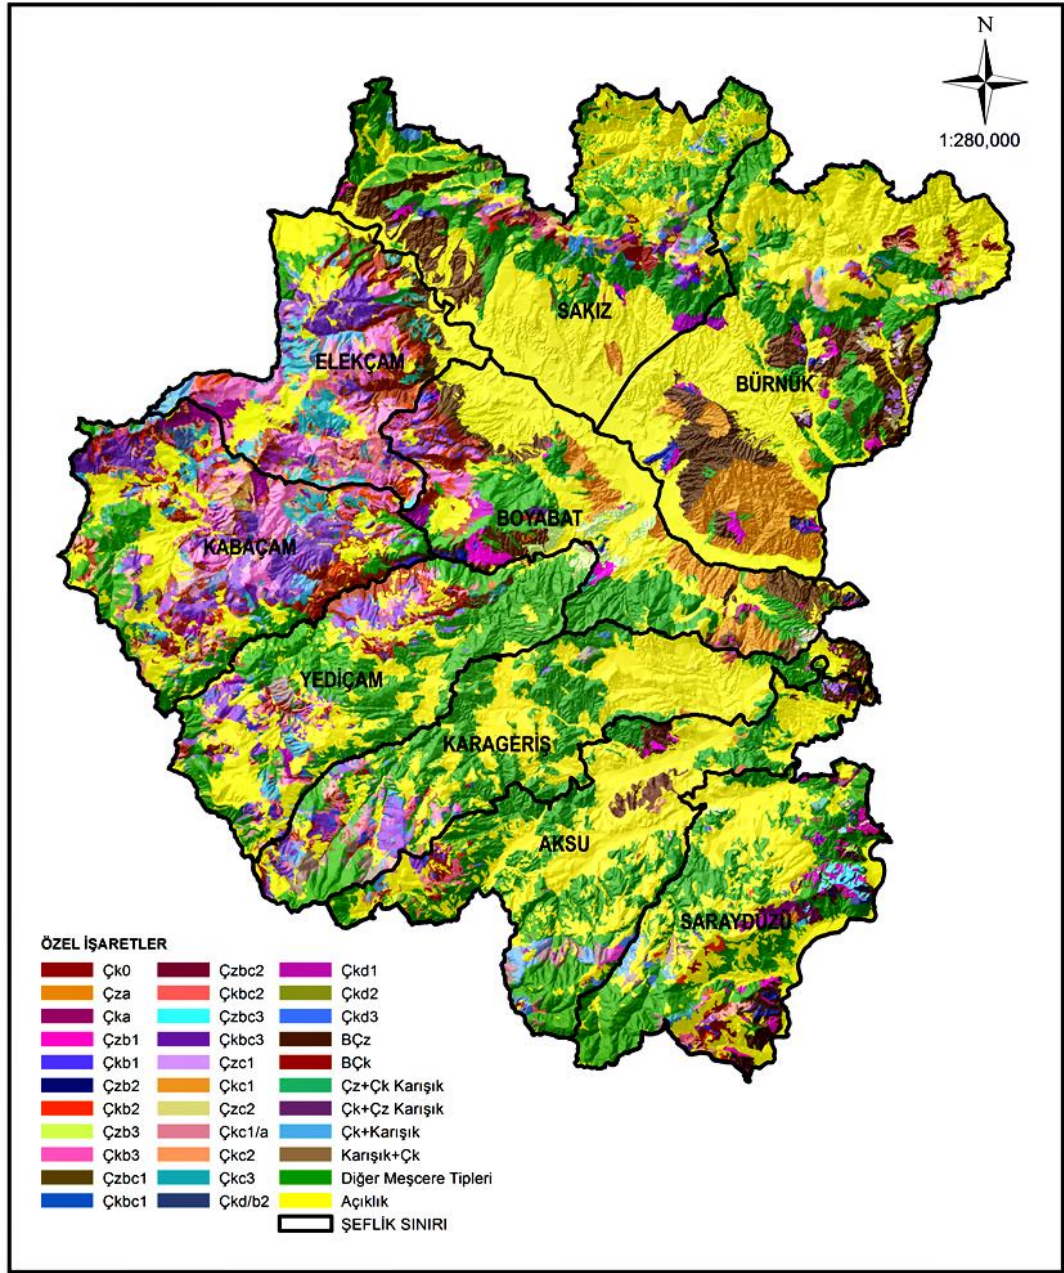 N
1:280,000
SAKIZ
ELEKÇAM
BÜRNÜK
BOYABAT
KABAÇAM
YEDİÇAM
KARAGERİŞ
AKSU
SARAYDÜZÜ
ÖZEL İŞARETLER
Çk0
Çza
Çka
Çzb1
Çkb1
Çzb2
Çkb2
Çzb3
Çkb3
Çzbc1
Çkbc1
Çzbc2
Çkbc2
Çzbc3
Çkbc3
Çzc1
Çkc1
Çzc2
Çkc1/a
Çkc2
Çkc3
Çkd/b2
Çkd1
Çkd2
Çkd3
BÇz
BÇk
Çz+Çk Karışık
Çk+Çz Karışık
Çk+Karışık
Karışık+Çk
Diğer Meşcere Tipleri
Açıklık
ŞEFLİK SINIRI